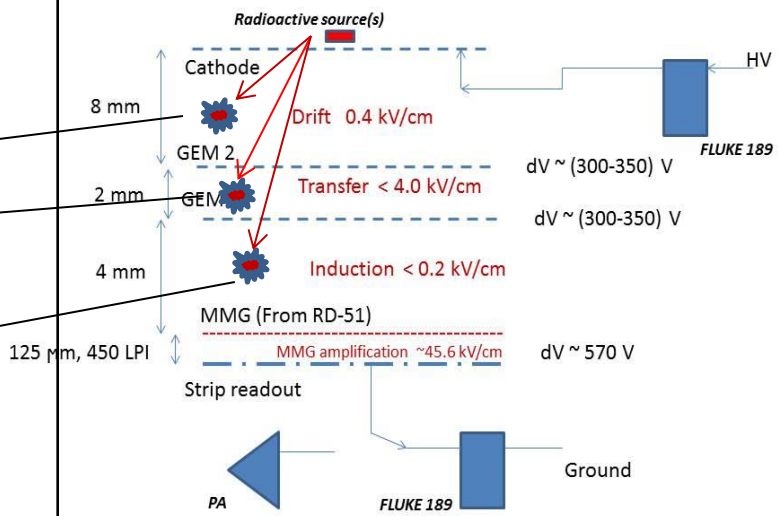 Radioactive source(s)
Cathode
HV
8 mm
Drift 0.4 kV/cm
FLUKE 189
GEM 2
dV ~ (300-350) V
2 mm
GEM
Transfer < 4.0 kV/cm
dV ~ (300-350) V
4 mm
Induction < 0.2 kV/cm
MMG (From RD-51)
125 μm, 450 LPI
MMG amplification ~45.6 kV/cm
dV ~ 570 V
Strip readout
Ground
PA
FLUKE 189